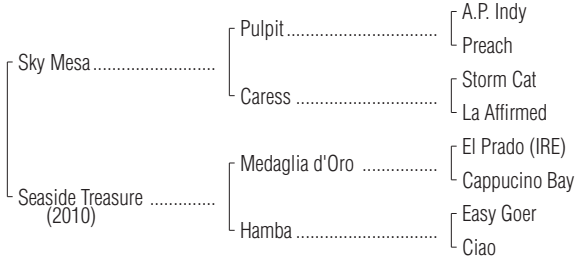 A.P. Indy
Pulpit
Preach
Sky Mesa
Storm Cat
Caress
La Affirmed
El Prado (IRE)
Medaglia d'Oro
Cappucino Bay
Seaside Treasure
(2010)
Easy Goer
Hamba
Ciao